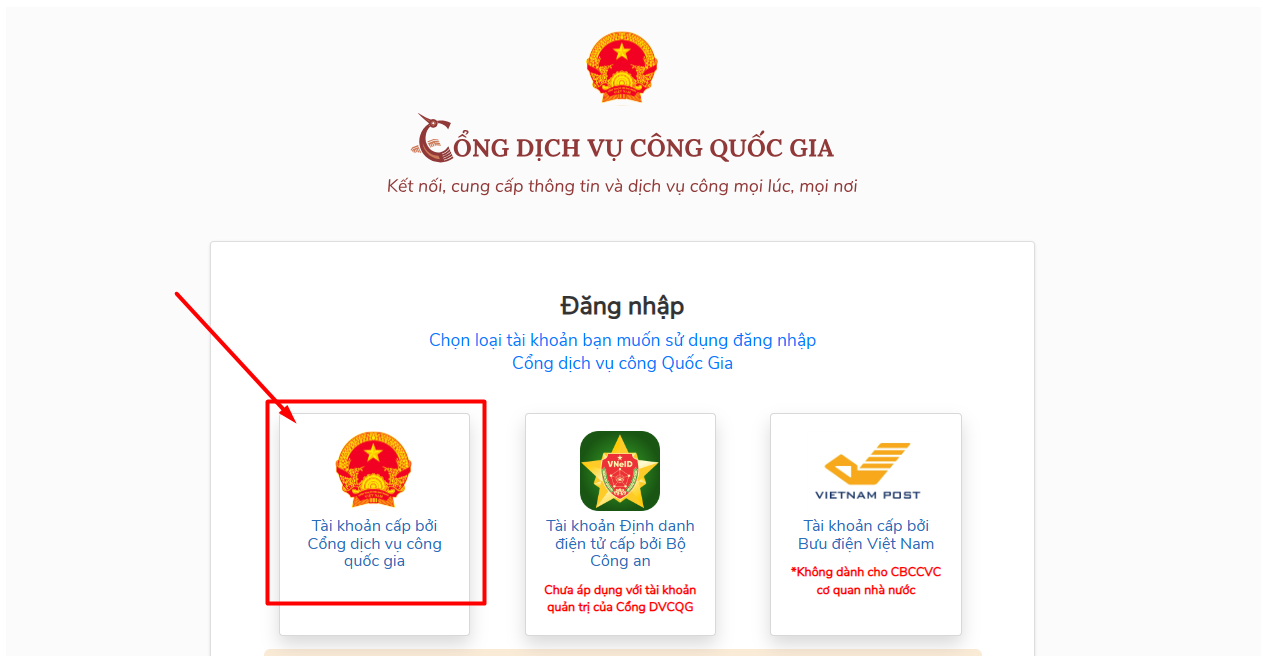 CỔNG DỊCH VỤ CÔNG QUỐC GIA
Kết nối, cung cấp thông tin và dịch vụ công mọi lúc, mọi nơi
Đăng nhập
Chọn loại tài khoản bạn muốn sử dụng đăng nhập
Cổng dịch vụ công Quốc Gia
Tài khoản cấp bởi
Cổng dịch vụ công
quốc gia
VNeID
Tài khoản Định danh
điện tử cấp bởi Bộ
Công an
Chưa áp dụng với tài khoản
quản trị của Cổng DVCQG
VIETNAM POST
Tài khoản cấp bởi
Bưu điện Việt Nam
*Không dành cho CBCCVC
cơ quan nhà nước